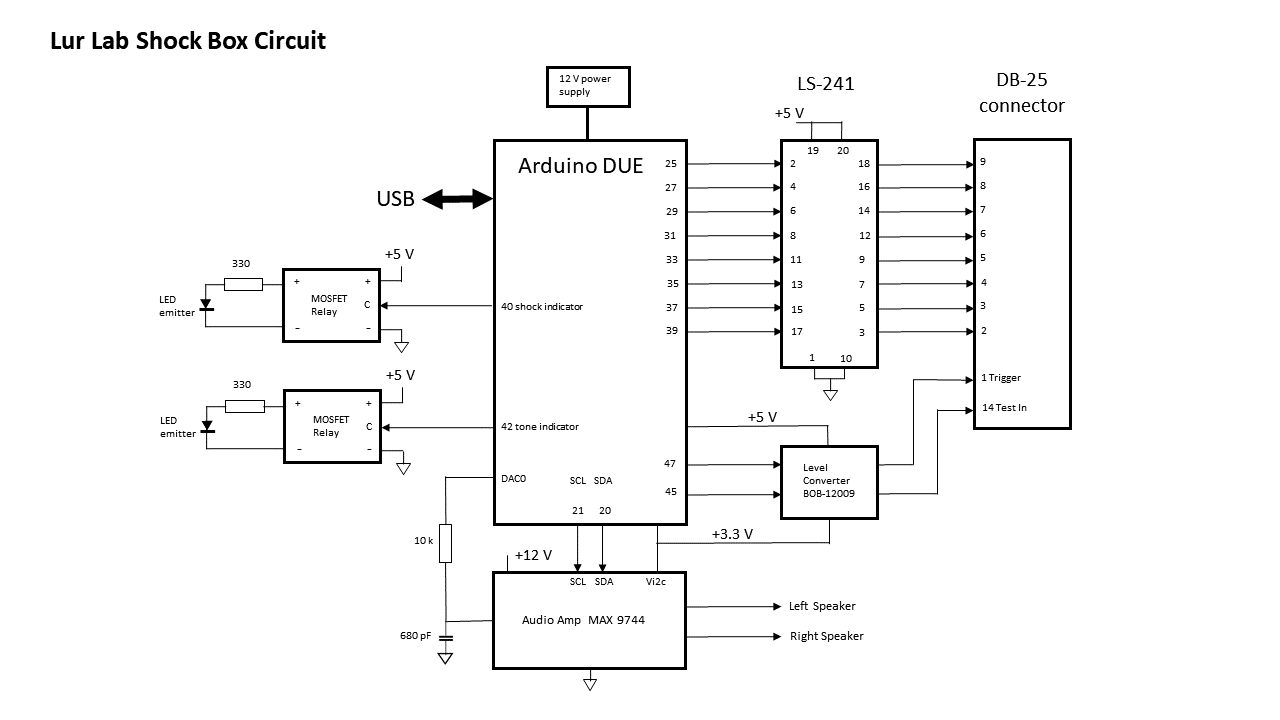 Lur Lab Shock Box Circuit
12 V power
supply
LS-241
DB-25
connector
+5 V
Arduino DUE
USB
19 20
25 2 18 9
27 4 16 8
29 6 14 7
31 8 12 6
33 11 9 5
35 13 7 4
37 15 5 3
39 17 3 2
1 10
1 Trigger
14 Test In
330
+5 V
LED
emitter
+ +
MOSFET
Relay
C
– –
40 shock indicator
330
+5 V
LED
emitter
+ +
MOSFET
Relay
C
– –
42 tone indicator
+5 V
47
45
Level
Converter
BOB-12009
DAC0
SCL SDA
21 20
10 k
+12 V
+3.3 V
SCL SDA Vi2c
Audio Amp MAX 9744
680 pF
Left Speaker
Right Speaker